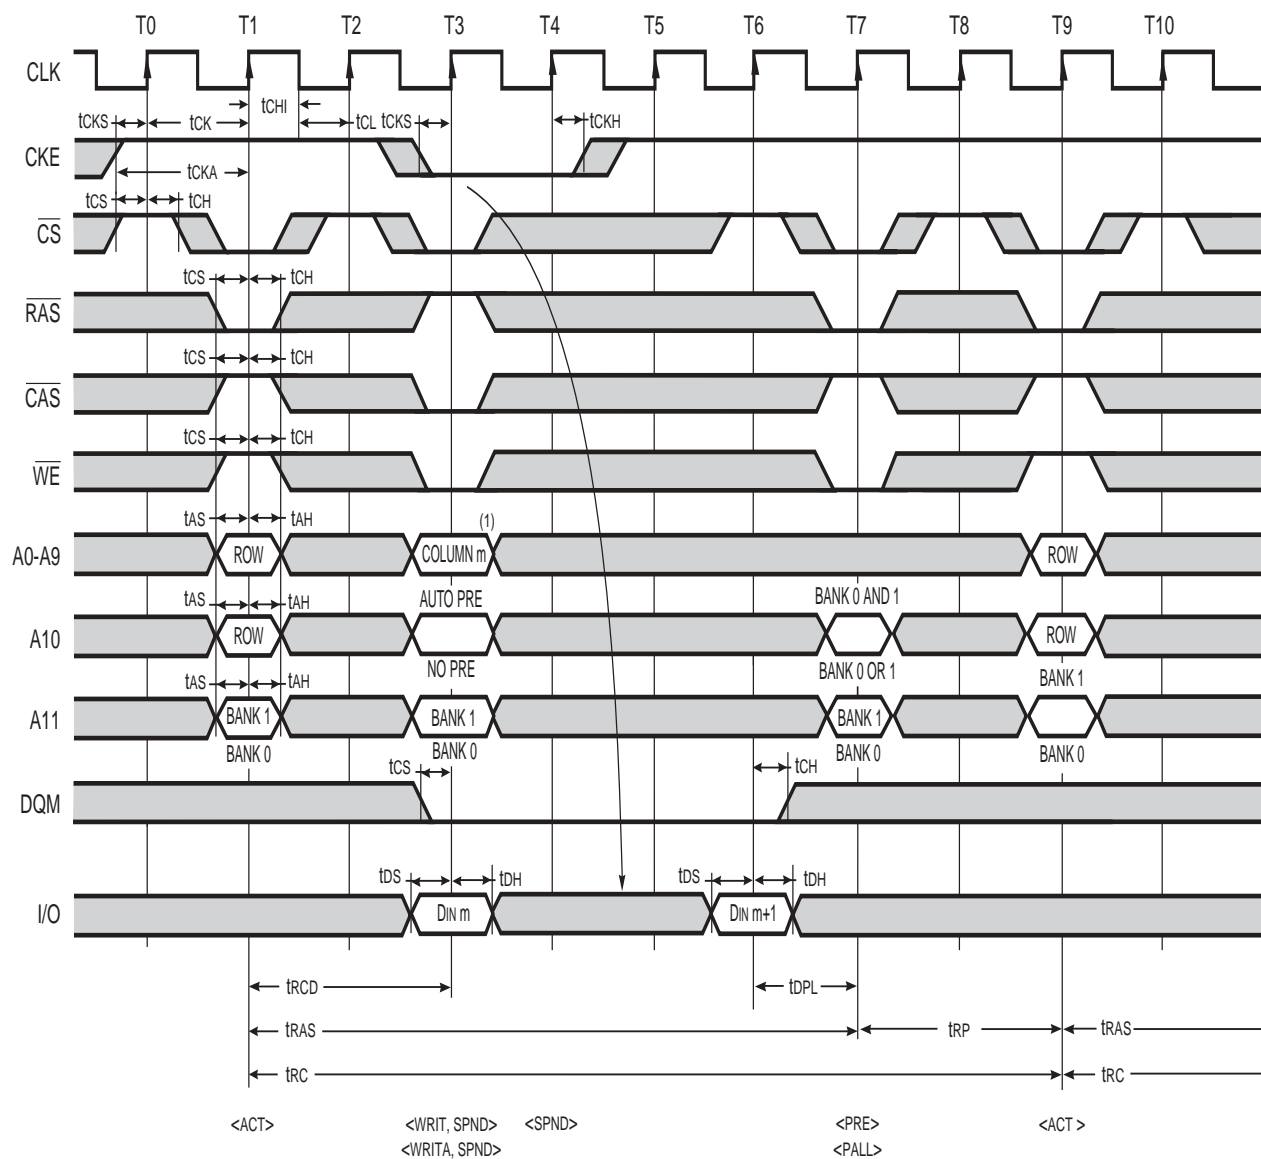 T0 T1 T2 T3 T4 T5 T6 T7 T8 T9 T10
CLK
tCHI
tCKS tCK tCL tCKS tCKH
CKE
tCKA
tCS tCH
CS
tCS tCH
RAS
tCS tCH
CAS
tCS tCH
WE
tAS tAH (1)
A0-A9 ROW COLUMN m ROW
tAS tAH AUTO PRE BANK 0 AND 1
A10 ROW ROW
NO PRE BANK 0 OR 1 BANK 1
tAS tAH
A11 BANK 1 BANK 1 BANK 1
BANK 0 BANK 0 BANK 0 BANK 0
tCS tCH
DQM
tDS tDH tDS tDH
I/O DIN m DIN m+1
tRCD tDPL
tRAS tRP tRAS
tRC tRC
<ACT> <WRIT, SPND> <SPND> <PRE> <ACT >
<WRITA, SPND> <PALL>